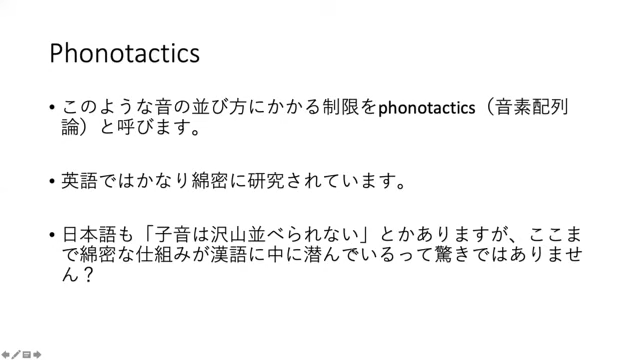 Phonotactics
• このような音の並び方にかかる制限をphonotactics（音素配列
論）と呼びます。
• 英語ではかなり綿密に研究されています。
• 日本語も「子音は沢山並べられない」とかありますが、ここま
で綿密な仕組みが漢語に中に潜んでいるって驚きではありませ
ん？